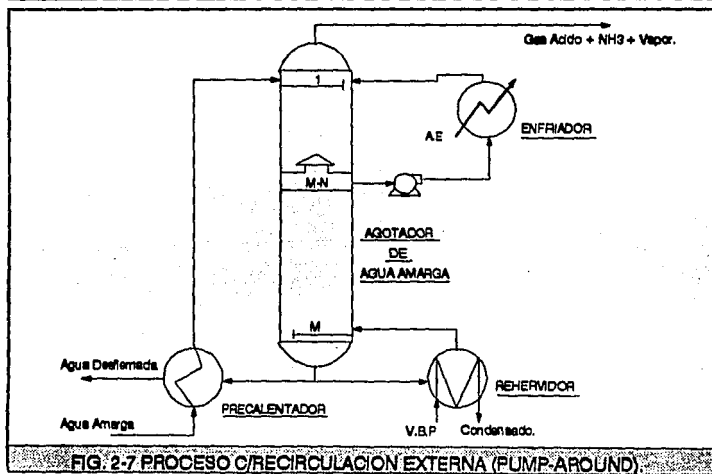 Gas Acido + NH3 + Vapor.
1
A.E
ENFRIADOR
M-N
AGOTADOR
DE
AGUA AMARGA
M
Agua Desflemada
REHERVIDOR
Agua Amarga
PRECALENTADOR
V.B.P
Condensado.
FIG. 2-7 PROCESO C/RECIRCULACION EXTERNA (PUMP-AROUND).